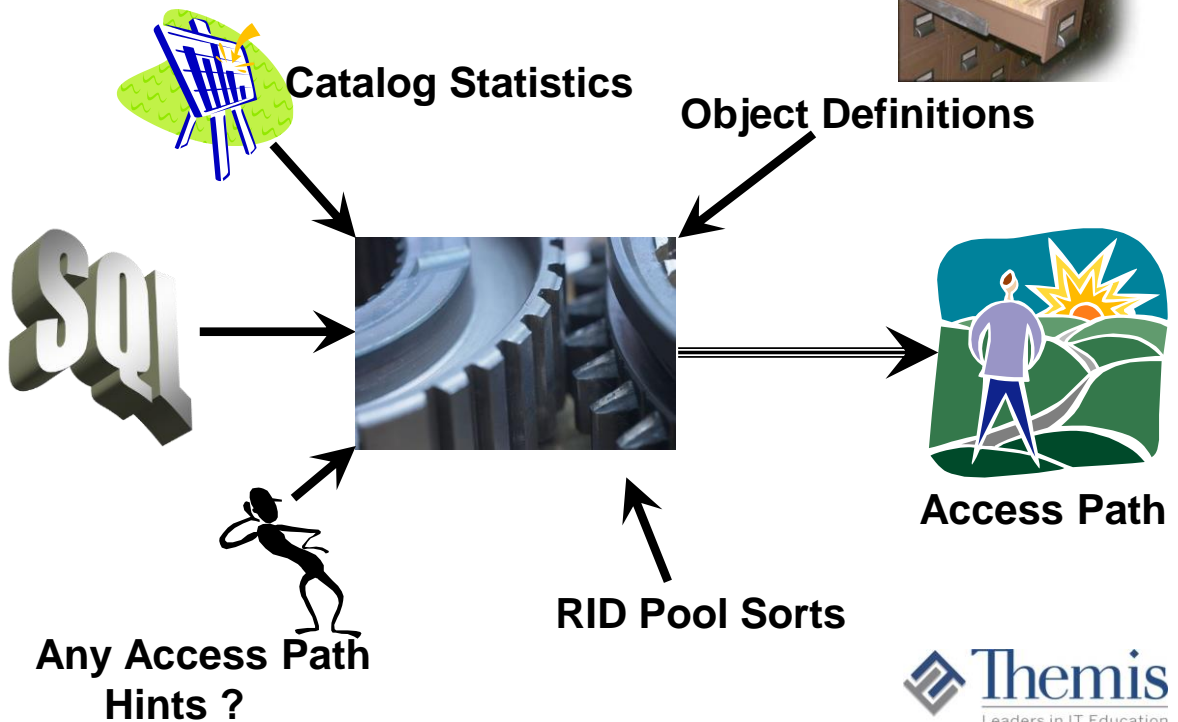 Catalog Statistics
Object Definitions
SQL
Access Path
RID Pool Sorts
Any Access Path
Hints ?
Themis
Leaders in IT Education